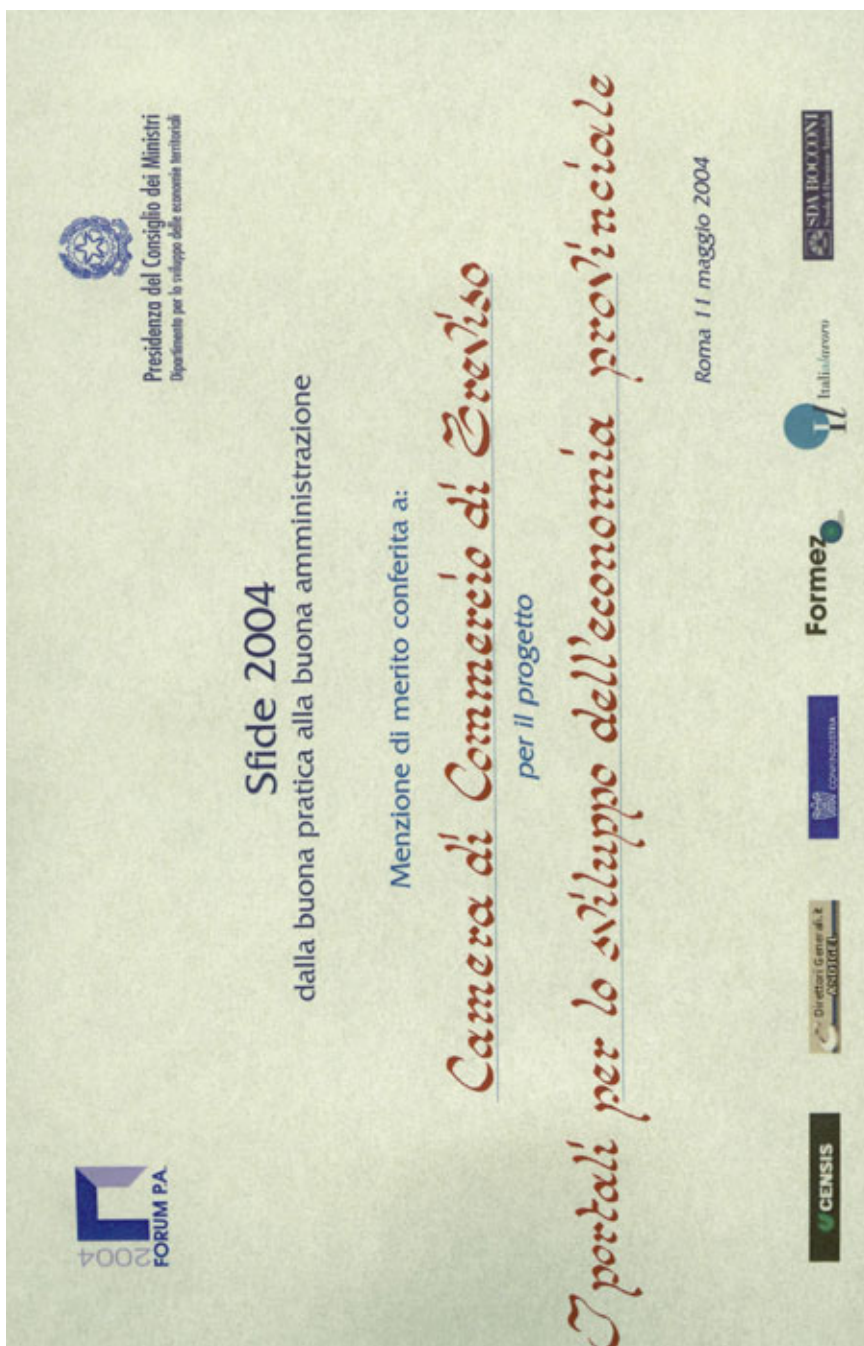 2004
FORUM P.A.
Presidenza del Consiglio dei Ministri
Dipartimento per lo sviluppo delle economie territoriali
Sfide 2004
dalla buona pratica alla buona amministrazione
Menzione di merito conferita a:
Camera di Commercio di Treviso
per il progetto
I portali per lo sviluppo dell'economia provinciale
Roma 11 maggio 2004
CENSIS
Direttori Generali.it
ANDIGEL
CONFINDUSTRIA
Formez
Il
Italialavoro
SDA BOCCONI